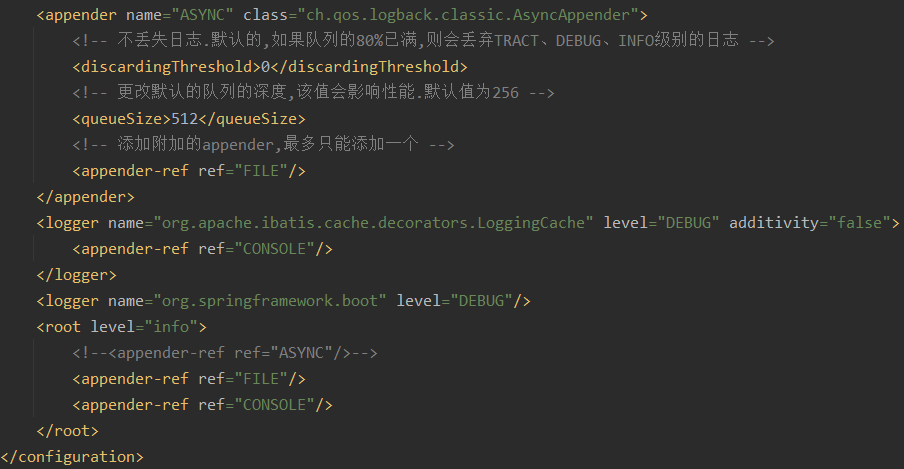 <appender name="ASYNC" class="ch.qos.logback.classic.AsyncAppender">
<!-- 不丢失日志.默认的,如果队列的80%已满,则会丢弃TRACT、DEBUG、INFO级别的日志 -->
<discardingThreshold>0</discardingThreshold>
<!-- 更改默认的队列的深度,该值会影响性能.默认值为256 -->
<queueSize>512</queueSize>
<!-- 添加附加的appender,最多只能添加一个 -->
<appender-ref ref="FILE"/>
</appender>
<logger name="org.apache.ibatis.cache.decorators.LoggingCache" level="DEBUG" additivity="false">
<appender-ref ref="CONSOLE"/>
</logger>
<logger name="org.springframework.boot" level="DEBUG"/>
<root level="info">
<!--<appender-ref ref="ASYNC"/>-->
<appender-ref ref="FILE"/>
<appender-ref ref="CONSOLE"/>
</root>
</configuration>